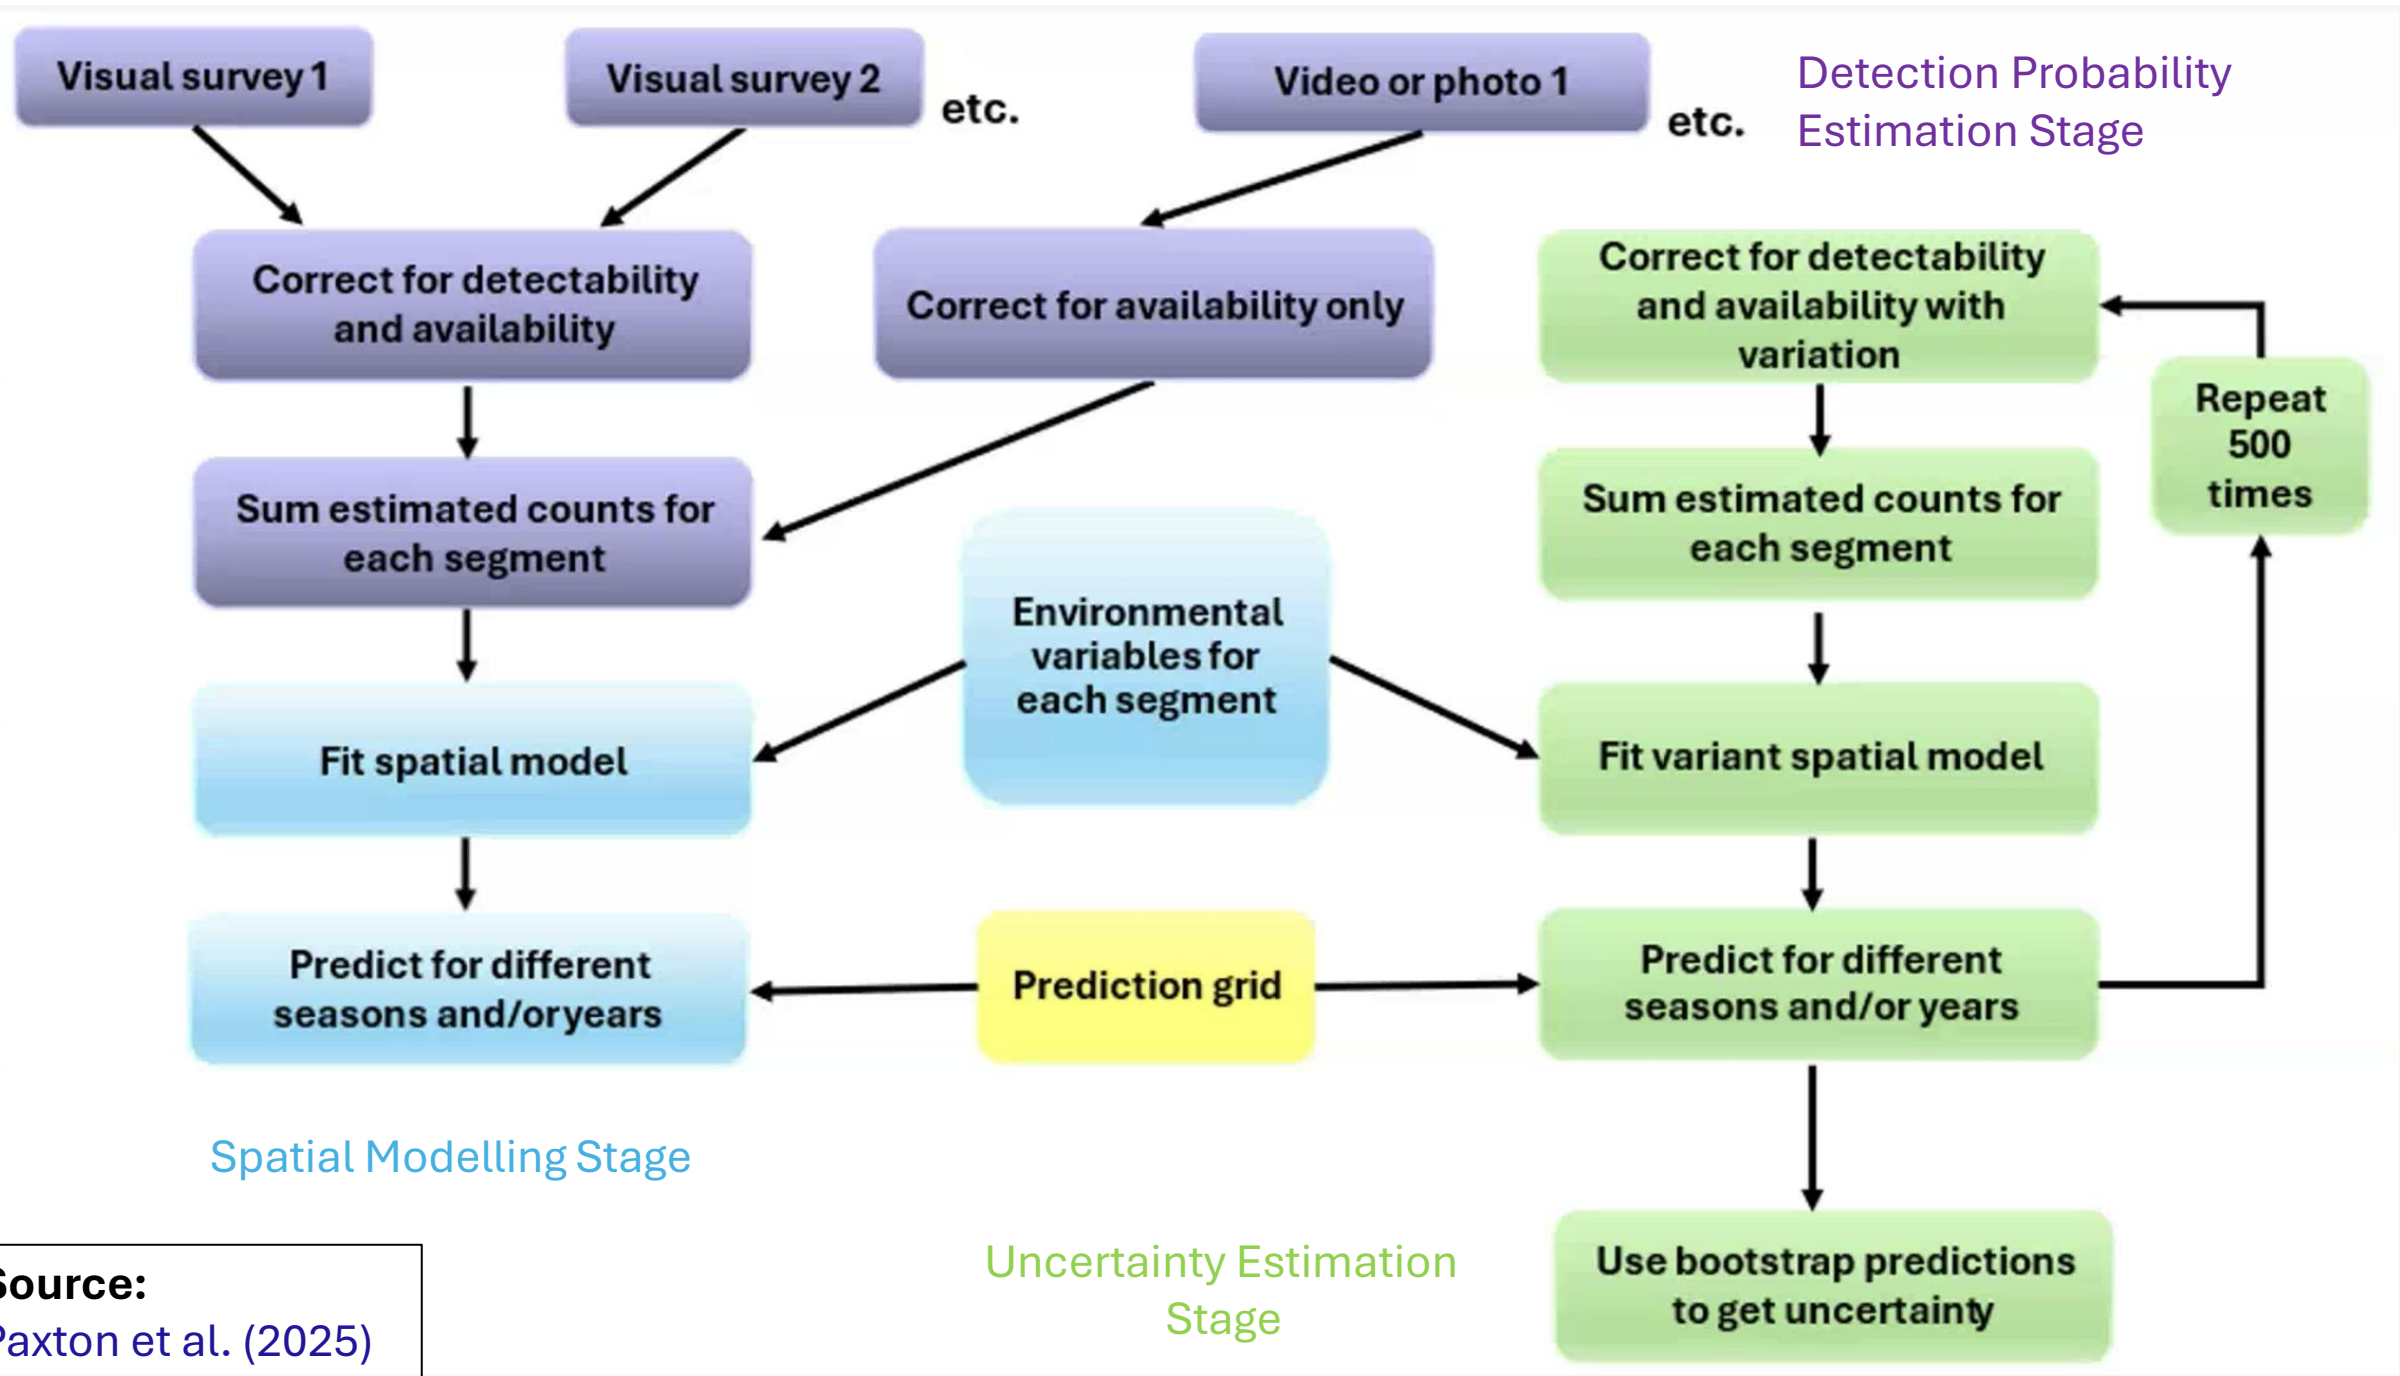 Visual survey 1
Visual survey 2
etc.
Video or photo 1
etc.
Detection Probability
Estimation Stage
Correct for detectability
and availability
Correct for availability only
Correct for detectability
and availability with
variation
Repeat
500
times
Sum estimated counts for
each segment
Sum estimated counts for
each segment
Environmental
variables for
each segment
Fit spatial model
Fit variant spatial model
Predict for different
seasons and/oryears
Prediction grid
Predict for different
seasons and/or years
Spatial Modelling Stage
Uncertainty Estimation
Stage
Use bootstrap predictions
to get uncertainty
Source:
Paxton et al. (2025)